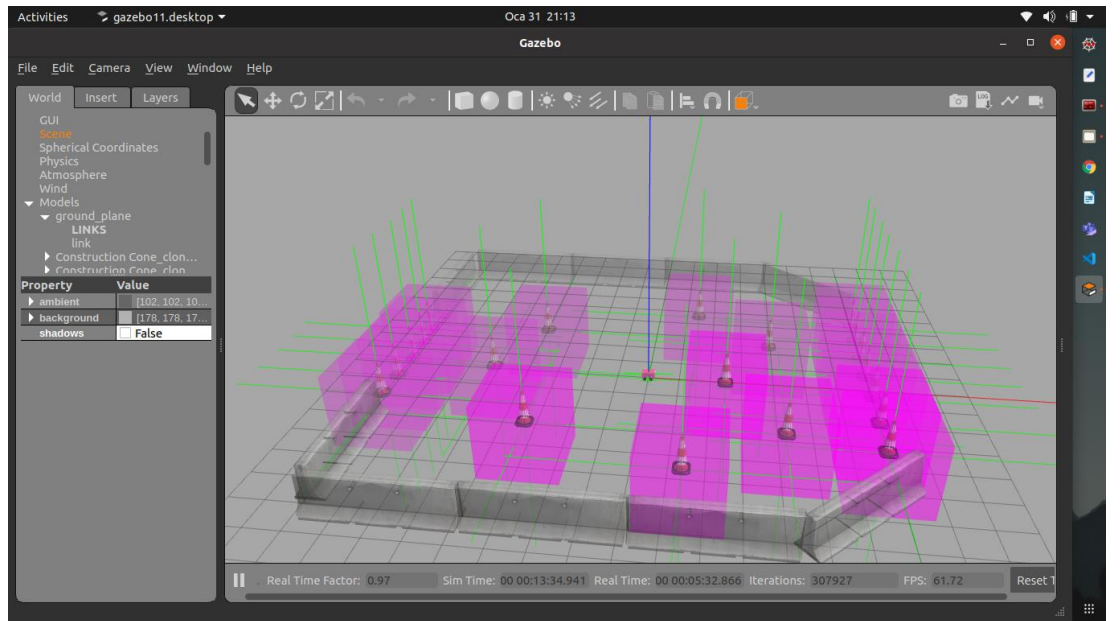 Activities gazebo11.desktop Oca 31 21:13
Gazebo
File Edit Camera View Window Help
World Insert Layers
GUI
Scene
Spherical Coordinates
Physics
Atmosphere
Wind
Models
ground_plane
LINKS
link
Construction Cone_clon...
Construction Cone_clon
Property Value
ambient [102, 102, 10...
background [178, 178, 17...
shadows False
LOG
Real Time Factor: 0.97 Sim Time: 00 00:13:34.941 Real Time: 00 00:05:32.866 Iterations: 307927 FPS: 61.72 Reset T